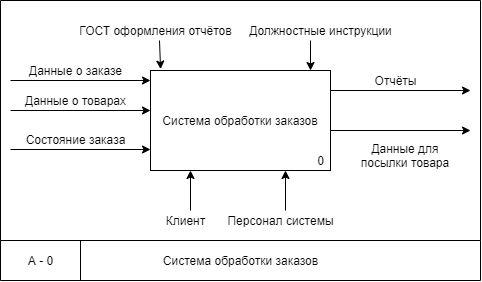 ГОСТ оформления отчётов
Должностные инструкции
Данные о заказе
Отчёты
Данные о товарах
Система обработки заказов
Состояние заказа
Данные для
посылки товара
0
Клиент
Персонал системы
А - 0
Система обработки заказов